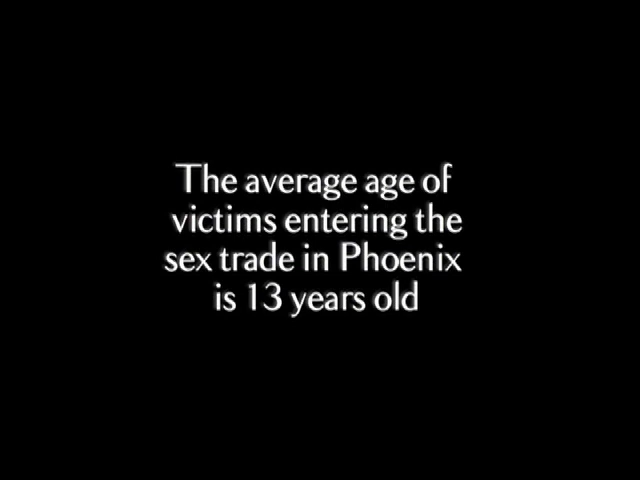 The average age of
victims entering the
sex trade in Phoenix
is 13 years old